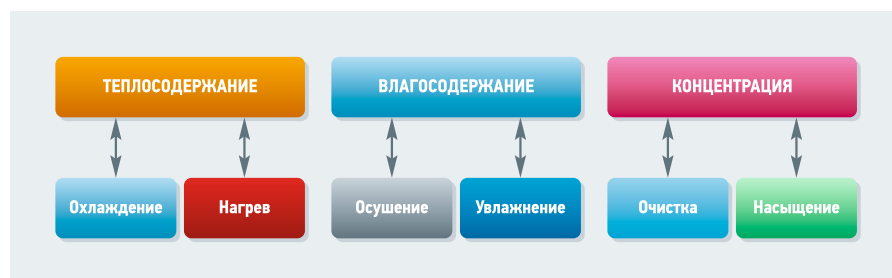 ТЕПЛОСОДЕРЖАНИЕ
ВЛАГОСОДЕРЖАНИЕ
КОНЦЕНТРАЦИЯ
Охлаждение
Нагрев
Осушение
Увлажнение
Очистка
Насыщение